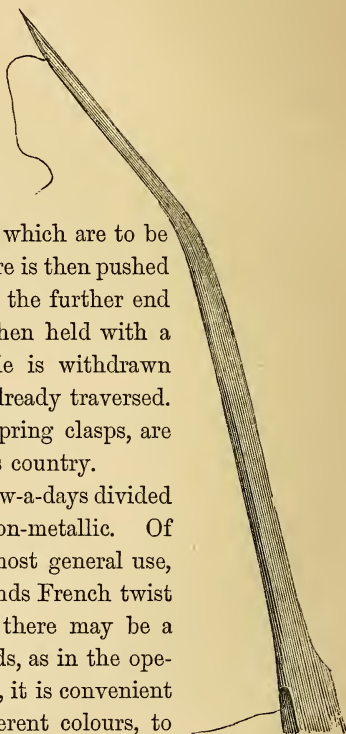 which are to be
re is then pushed
the further end
hen held with a
le is withdrawn
lready traversed.
pring clasps, are
s country.
w-a-days divided
on-metallic. Of
nost general use,
nds French twist
there may be a
ds, as in the ope-
, it is convenient
erent colours, to